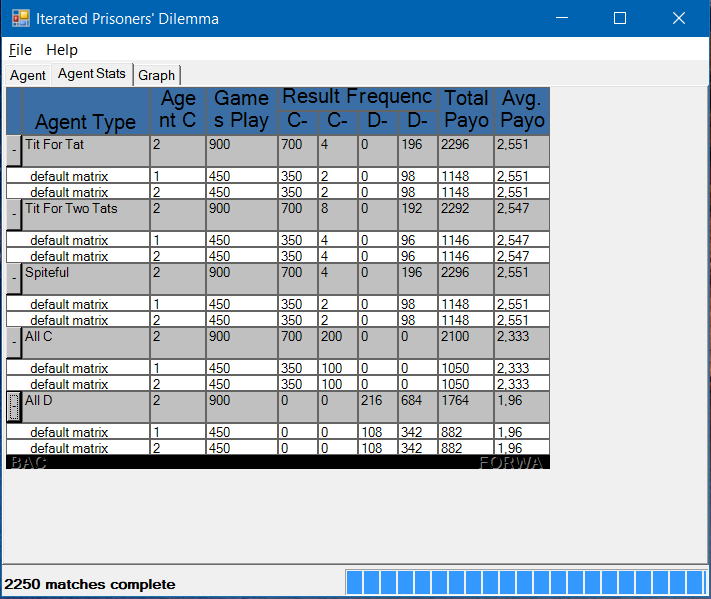 Iterated Prisoners' Dilemma
File Help
Agent Agent Stats Graph
Agent Type Age nt C Game s Play Result Frequenc C- C- D- D- Total Payo Avg. Payo
- Tit For Tat 2 900 700 4 0 196 2296 2,551
default matrix 1 450 350 2 0 98 1148 2,551
default matrix 2 450 350 2 0 98 1148 2,551
- Tit For Two Tats 2 900 700 8 0 192 2292 2,547
default matrix 1 450 350 4 0 96 1146 2,547
default matrix 2 450 350 4 0 96 1146 2,547
- Spiteful 2 900 700 4 0 196 2296 2,551
default matrix 1 450 350 2 0 98 1148 2,551
default matrix 2 450 350 2 0 98 1148 2,551
- All C 2 900 700 200 0 0 2100 2,333
default matrix 1 450 350 100 0 0 1050 2,333
default matrix 2 450 350 100 0 0 1050 2,333
All D 2 900 0 0 216 684 1764 1,96
default matrix 1 450 0 0 108 342 882 1,96
default matrix 2 450 0 0 108 342 882 1,96
BAC FORWA
2250 matches complete